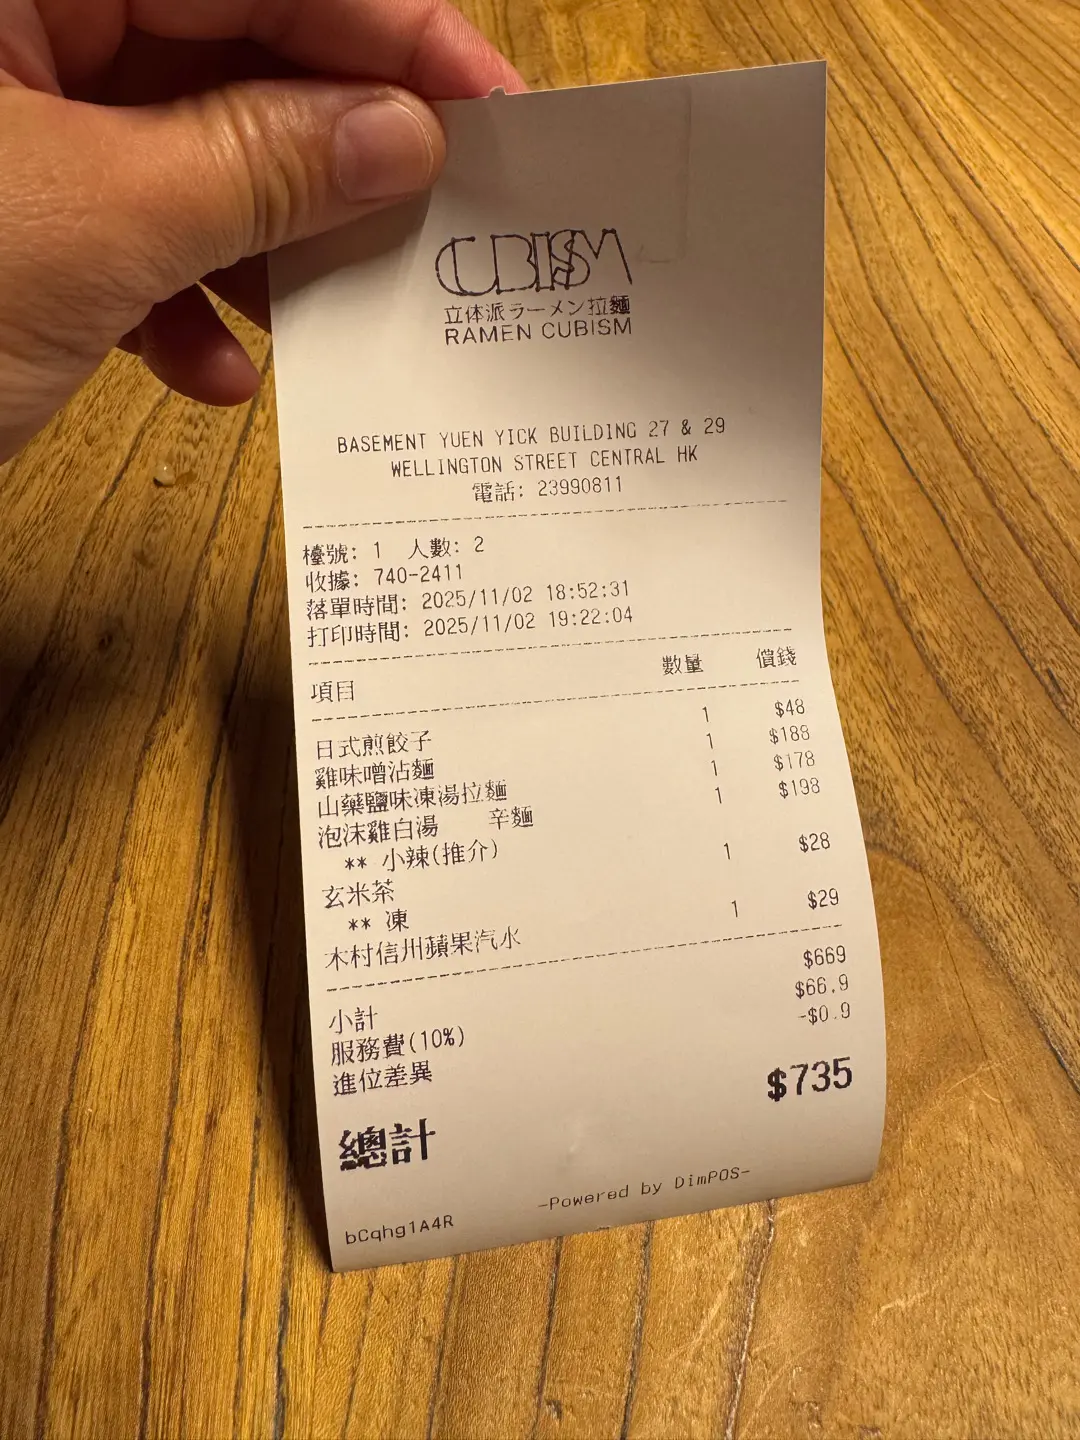 CUBISM
立体派ラーメン拉麵
RAMEN CUBISM
BASEMENT YUEN YICK BUILDING 27 & 29
WELLINGTON STREET CENTRAL HK
電話: 23990811
檯號: 1 人數: 2
收據: 740-2411
落單時間: 2025/11/02 18:52:31
打印時間: 2025/11/02 19:22:04
項目 數量 價錢
日式煎餃子 1 $48
雞味噌沾麵 1 $188
山藥鹽味凍湯拉麵 1 $178
泡沫雞白湯 辛麵 1 $198
** 小辣(推介)
玄米茶 1 $28
** 凍
木村信州蘋果汽水 1 $29
小計 $669
服務費(10%) $66.9
進位差異 -$0.9
總計 $735
-Powered by DimPOS-
bCqhg1A4R